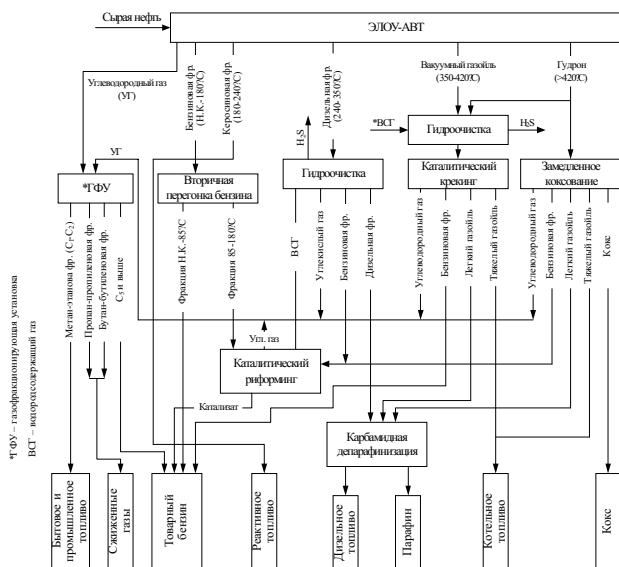 Сырая нефть
ЭЛОУ-АВТ
Углеводородный газ
(УГ)
Бензиновая фр.
(Н.К.-180?С)
Керосиновая фр.
(180-240?С)
Дизельная фр.
(240-350?С)
Вакуумный газойль
(350-420?С)
Гудрон
(>420?С)
H₂S
*ВСГ
Гидроочистка
H₂S
УГ
*ГФУ
Вторичная
перегонка бензина
Гидроочистка
Каталитический
крекинг
Замедленное
коксование
Метан-этанова фр. (С₁-С₂)
Пропан-пропиленовая фр.
Бутан-бутиленовая фр.
С₅ и выше
Фракция Н.К.-85?С
Фракция 85-180?С
ВСГ
Углекислый газ
Бензиновая фр.
Дизельная фр.
Углеводородный газ
Бензиновая фр.
Легкий газойль
Тяжелый газойль
Углеводородный газ
Бензиновая фр.
Легкий газойль
Тяжелый газойль
Кокс
Угл. газ
Каталитический
риформинг
Катализат
Карбамидная
депарафинизация
*ГФУ – газофракционирующая установка
ВСГ – водородсодержащий газ
Бытовое и
промышленное
топливо
Сжиженные
газы
Товарный
бензин
Реактивное
топливо
Дизельное
топливо
Парафин
Котельное
топливо
Кокс